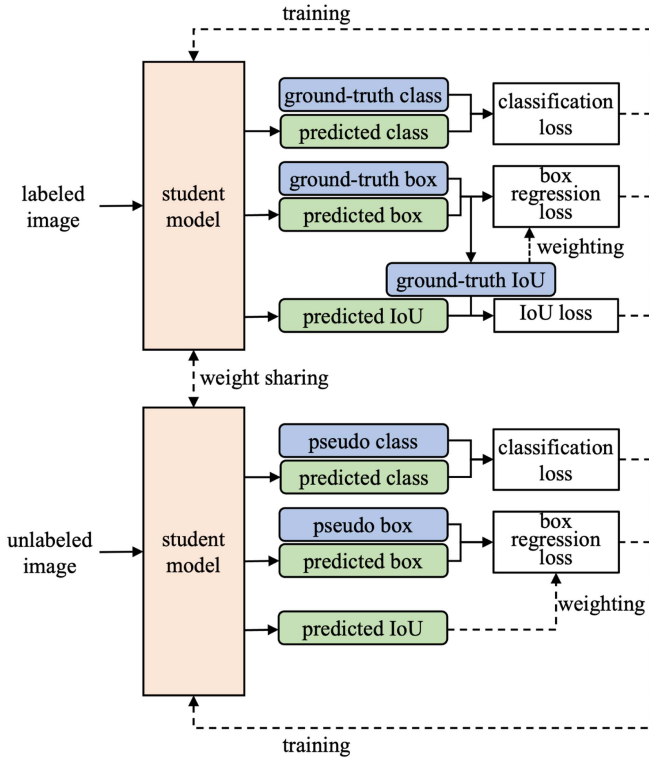 training
ground-truth class
predicted class
classification
loss
labeled
image
student
model
ground-truth box
predicted box
box
regression
loss
weighting
ground-truth IoU
predicted IoU
IoU loss
weight sharing
pseudo class
predicted class
classification
loss
unlabeled
image
student
model
pseudo box
predicted box
box
regression
loss
weighting
predicted IoU
training